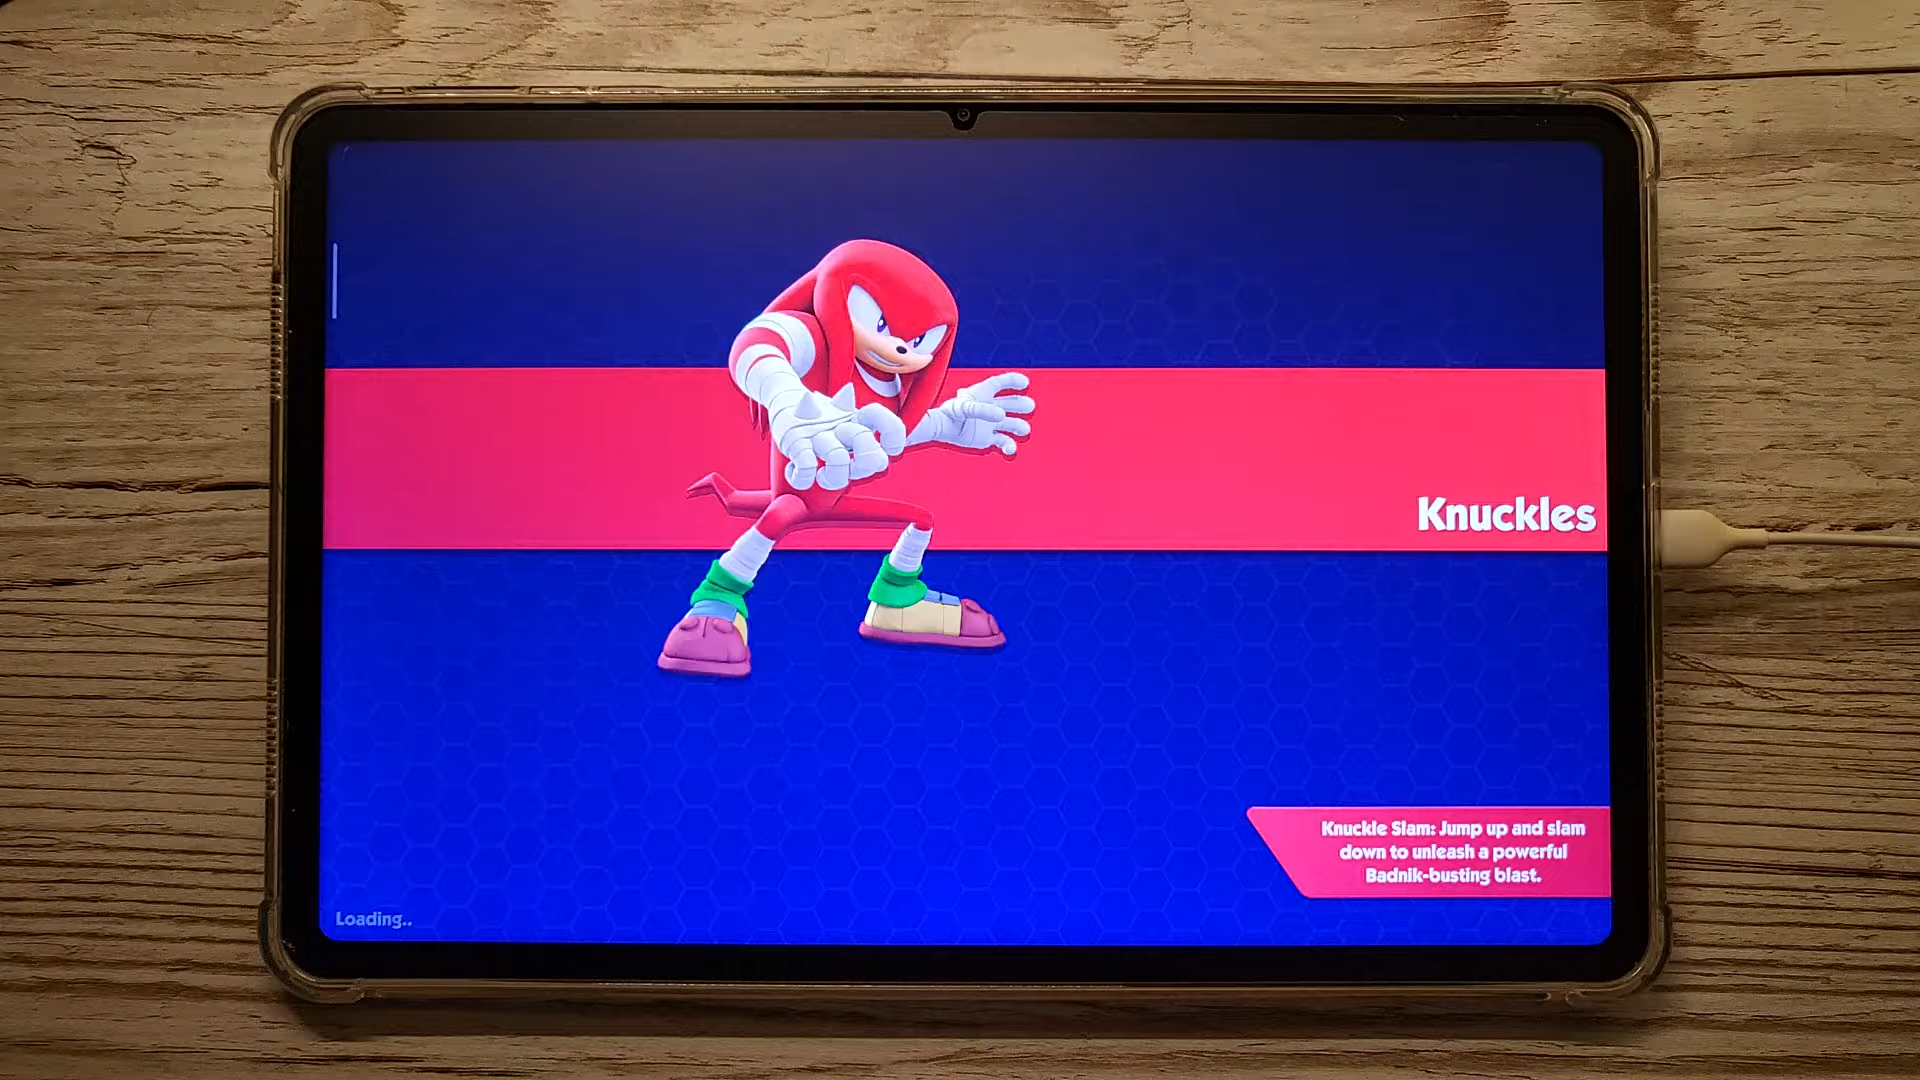 Knuckles
Knuckle Slam: Jump up and slam
down to unleash a powerful
Badnik-busting blast.
Loading..